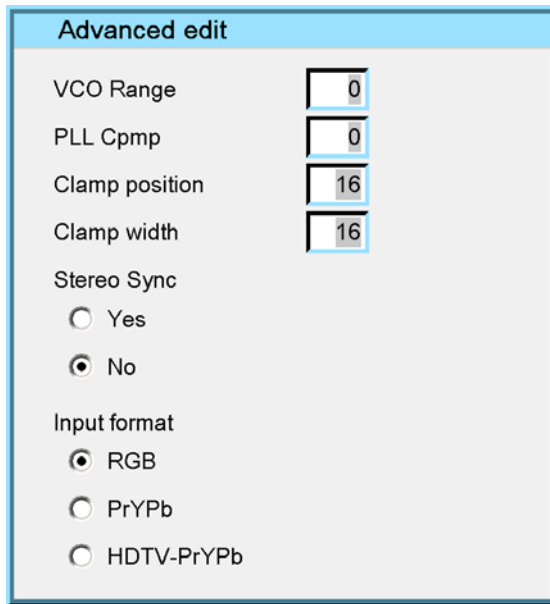 Advanced edit
VCO Range 0
PLL Cpmp 0
Clamp position 16
Clamp width 16
Stereo Sync
Yes
No
Input format
RGB
PrYPb
HDTV-PrYPb